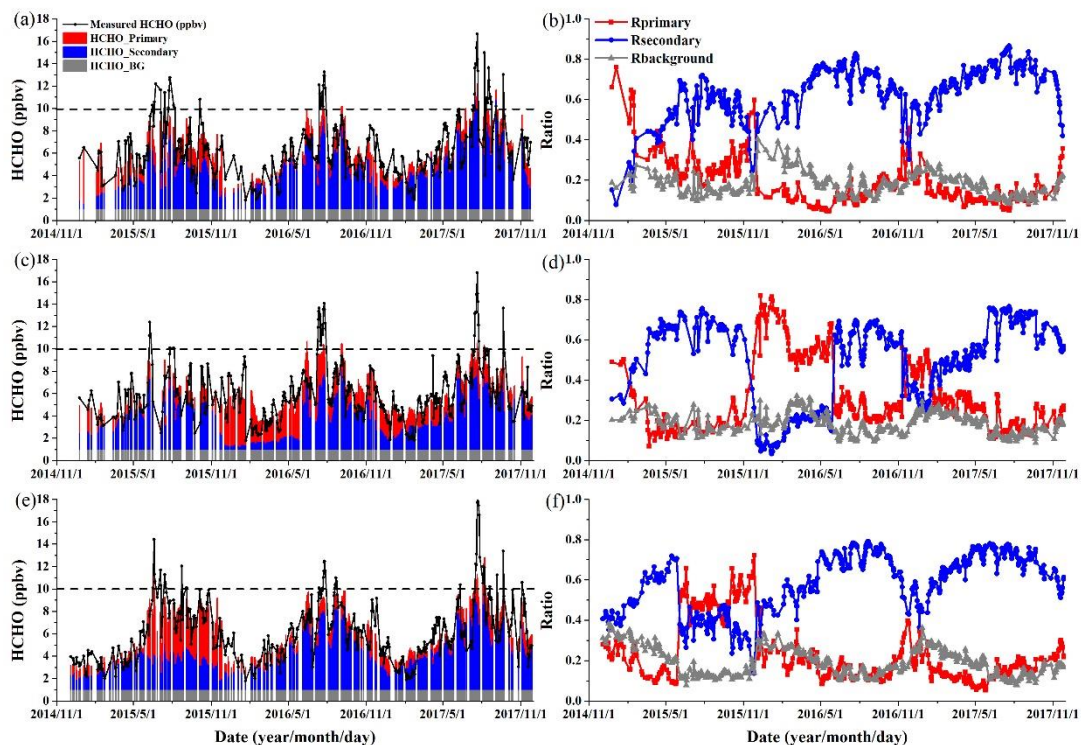 (a)
Measured HCHO (ppbv)
HCHO_Primary
HCHO_Secondary
HCHO_BG
HCHO (ppbv)
18
16
14
12
10
8
6
4
2
0
2014/11/1 2015/5/1 2015/11/1 2016/5/1 2016/11/1 2017/5/1 2017/11/1
(b)
Rprimary
Rsecondary
Rbackground
Ratio
1.0
0.8
0.6
0.4
0.2
0.0
2014/11/1 2015/5/1 2015/11/1 2016/5/1 2016/11/1 2017/5/1 2017/11/1
(c)
HCHO (ppbv)
18
16
14
12
10
8
6
4
2
0
2014/11/1 2015/5/1 2015/11/1 2016/5/1 2016/11/1 2017/5/1 2017/11/1
(d)
Ratio
1.0
0.8
0.6
0.4
0.2
0.0
2014/11/1 2015/5/1 2015/11/1 2016/5/1 2016/11/1 2017/5/1 2017/11/1
(e)
HCHO (ppbv)
18
16
14
12
10
8
6
4
2
0
2014/11/1 2015/5/1 2015/11/1 2016/5/1 2016/11/1 2017/5/1 2017/11/1
Date (year/month/day)
(f)
Ratio
1.0
0.8
0.6
0.4
0.2
0.0
2014/11/1 2015/5/1 2015/11/1 2016/5/1 2016/11/1 2017/5/1 2017/11/1
Date (year/month/day)